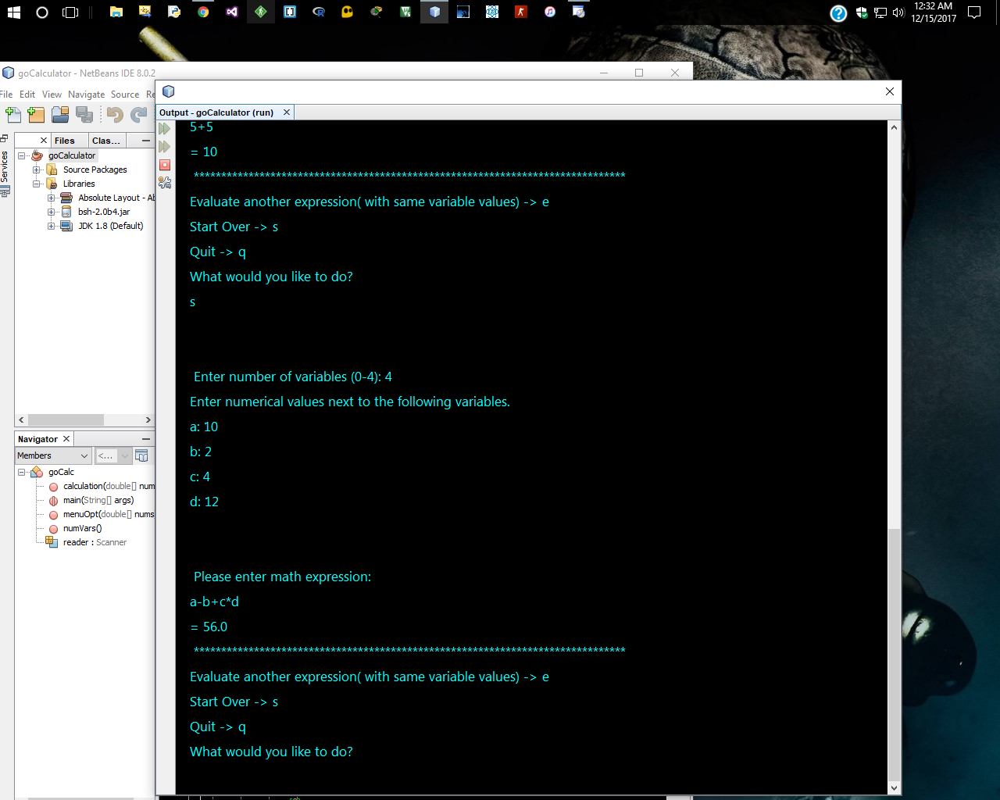 12:32 AM
12/15/2017
goCalculator - NetBeans IDE 8.0.2
File Edit View Navigate Source Re
Output - goCalculator (run)
Files Clas...
Services
goCalculator
Source Packages
Libraries
Absolute Layout - Ab
bsh-2.0b4.jar
JDK 1.8 (Default)
Navigator
Members <...
goCalc
calculation(double[] num
main(String[] args)
menuOpt(double[] nums
numVars()
reader : Scanner
5+5
= 10
*******************************************************************************
Evaluate another expression( with same variable values) -> e
Start Over -> s
Quit -> q
What would you like to do?
s
Enter number of variables (0-4): 4
Enter numerical values next to the following variables.
a: 10
b: 2
c: 4
d: 12
Please enter math expression:
a-b+c*d
= 56.0
*******************************************************************************
Evaluate another expression( with same variable values) -> e
Start Over -> s
Quit -> q
What would you like to do?